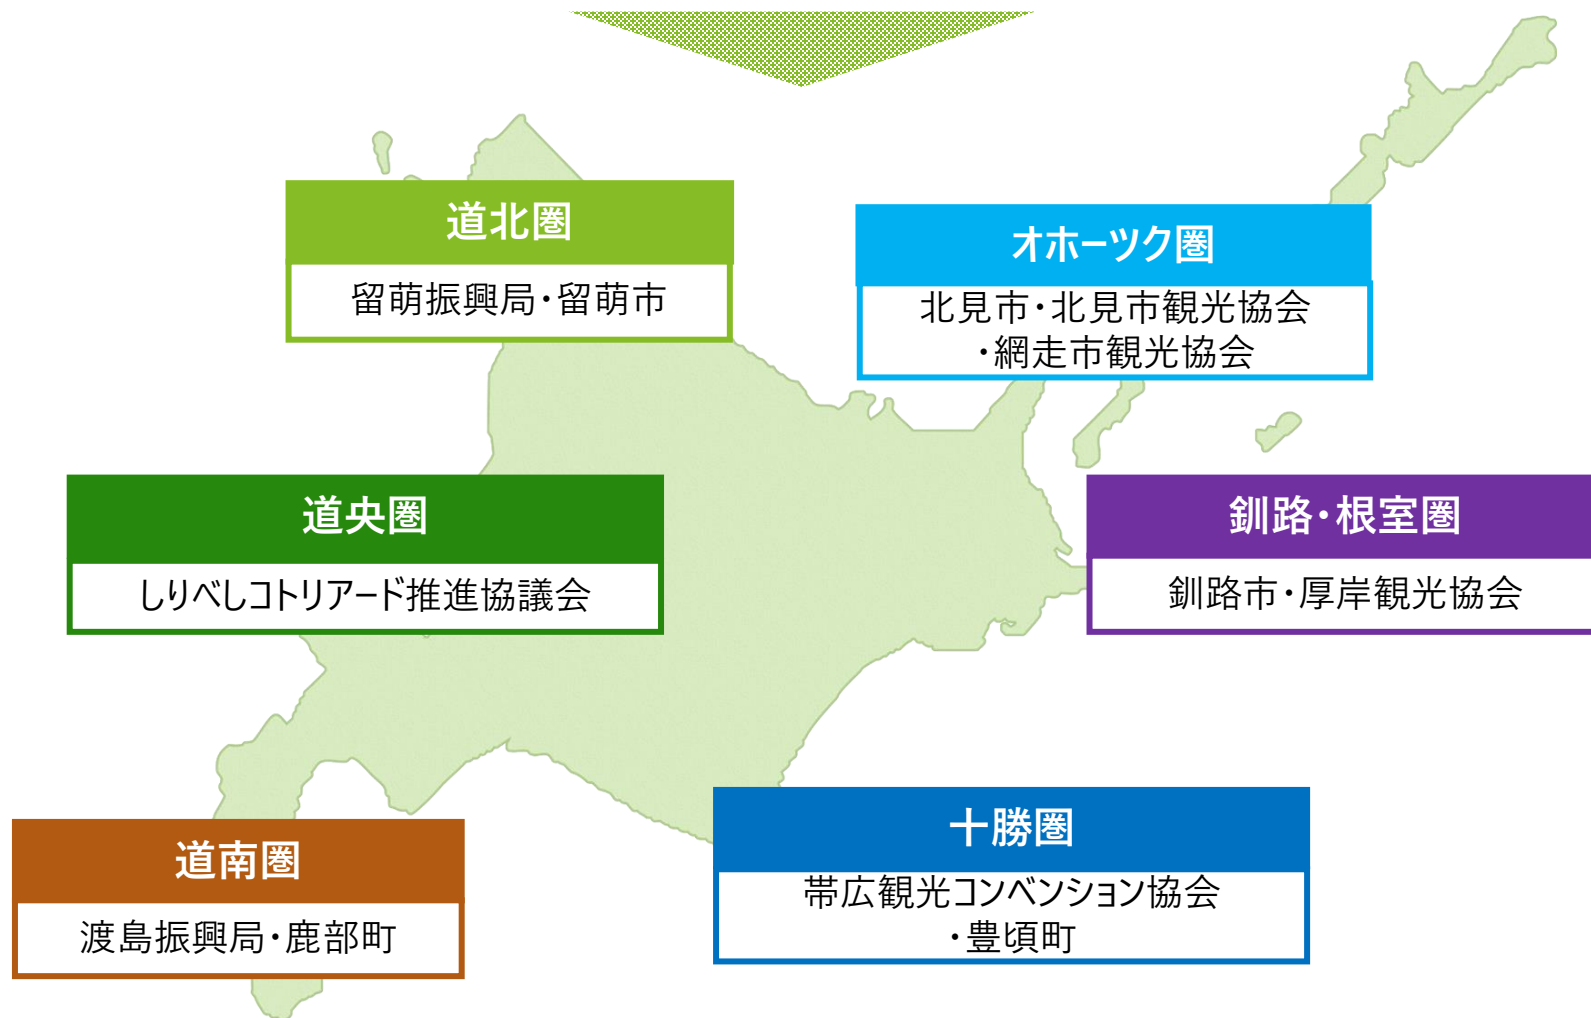 道北圏
留萌振興局・留萌市
オホーツク圏
北見市・北見市観光協会
・網走市観光協会
道央圏
しりべしコトリアード推進協議会
釧路・根室圏
釧路市・厚岸観光協会
道南圏
渡島振興局・鹿部町
十勝圏
帯広観光コンベンション協会
・豊頃町